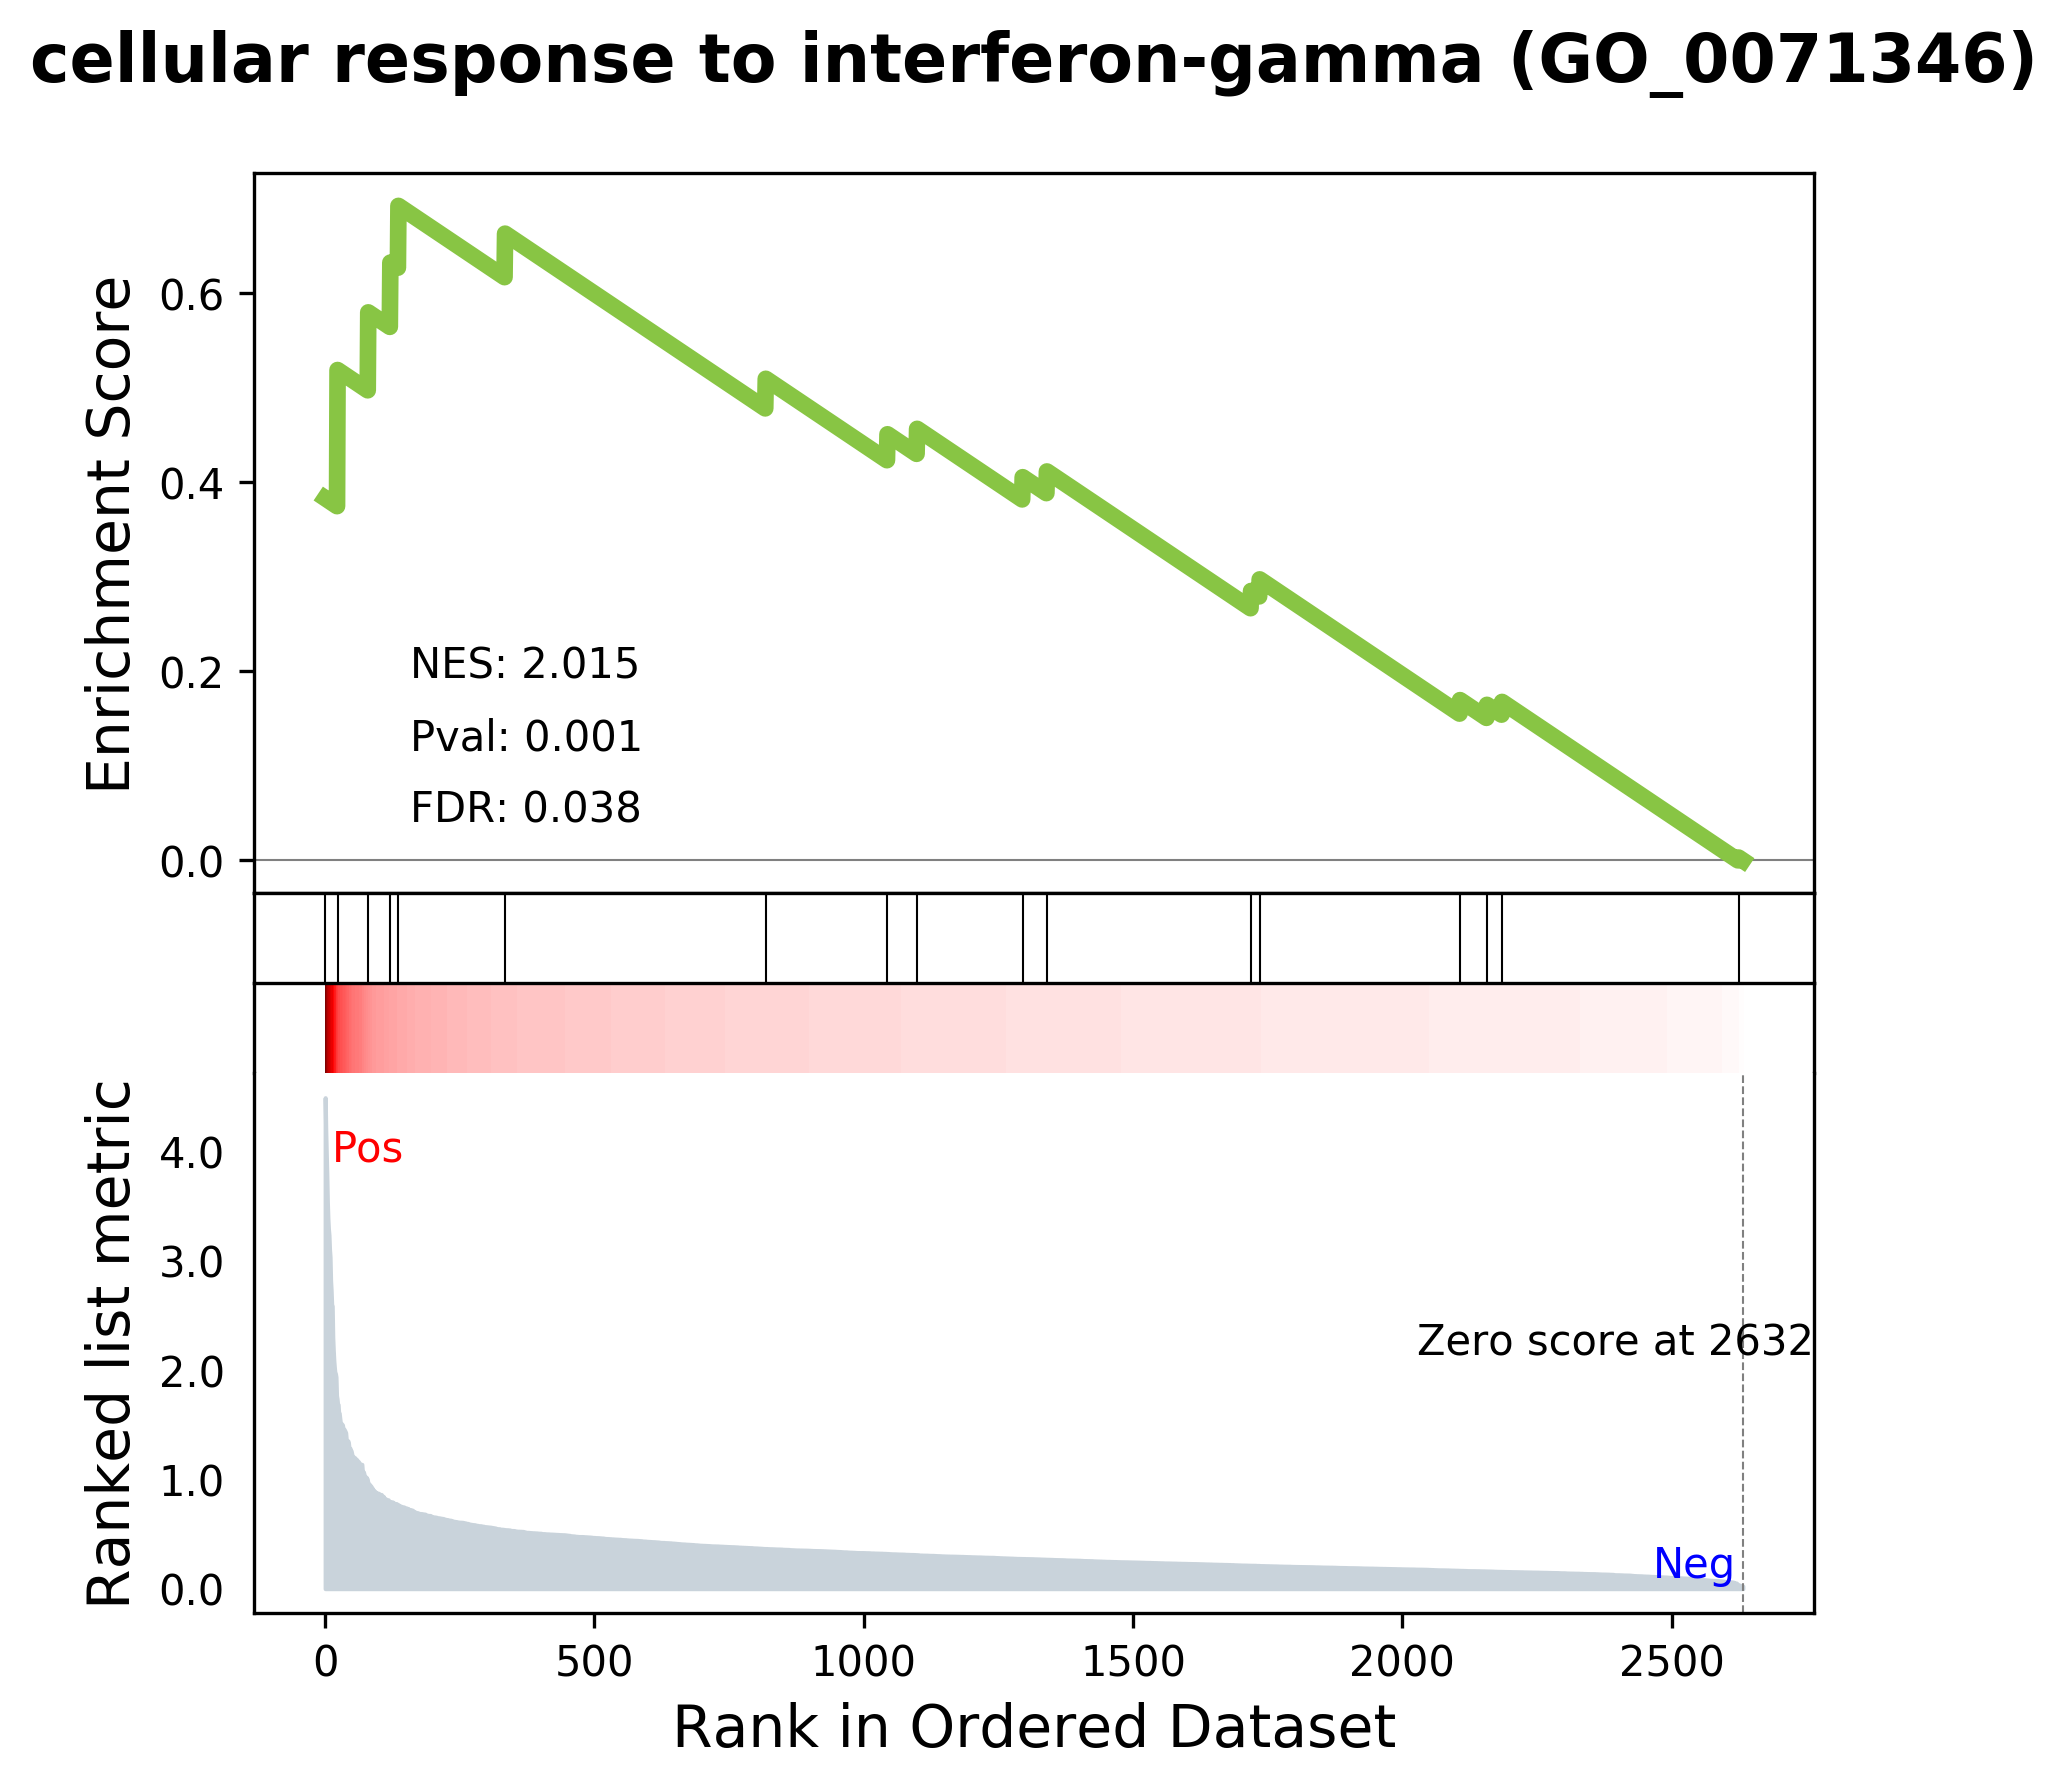 cellular response to interferon-gamma (GO_0071346)
Enrichment Score
0.6
0.4
0.2
0.0
NES: 2.015
Pval: 0.001
FDR: 0.038
Ranked list metric
4.0
3.0
2.0
1.0
0.0
Pos
Zero score at 2632
Neg
0 500 1000 1500 2000 2500
Rank in Ordered Dataset